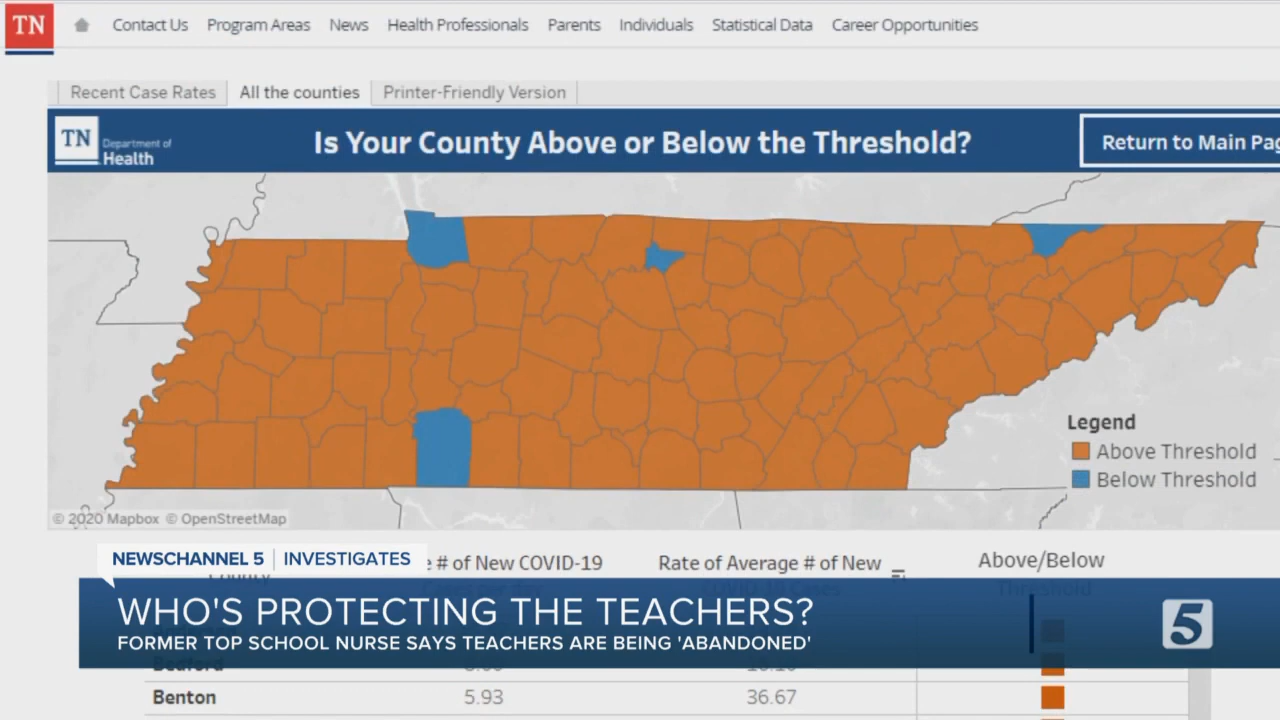 TN
Contact Us Program Areas News Health Professionals Parents Individuals Statistical Data Career Opportunities
Recent Case Rates All the counties Printer-Friendly Version
TN Department of Health
Is Your County Above or Below the Threshold?
Return to Main Pag
Legend
Above Threshold
Below Threshold
© 2020 Mapbox © OpenStreetMap
NEWSCHANNEL 5 | INVESTIGATES
e # of New COVID-19
Rate of Average # of New
Above/Below
Threshold
County
WHO'S PROTECTING THE TEACHERS?
FORMER TOP SCHOOL NURSE SAYS TEACHERS ARE BEING 'ABANDONED'
5
Bedford
Benton 5.93 36.67